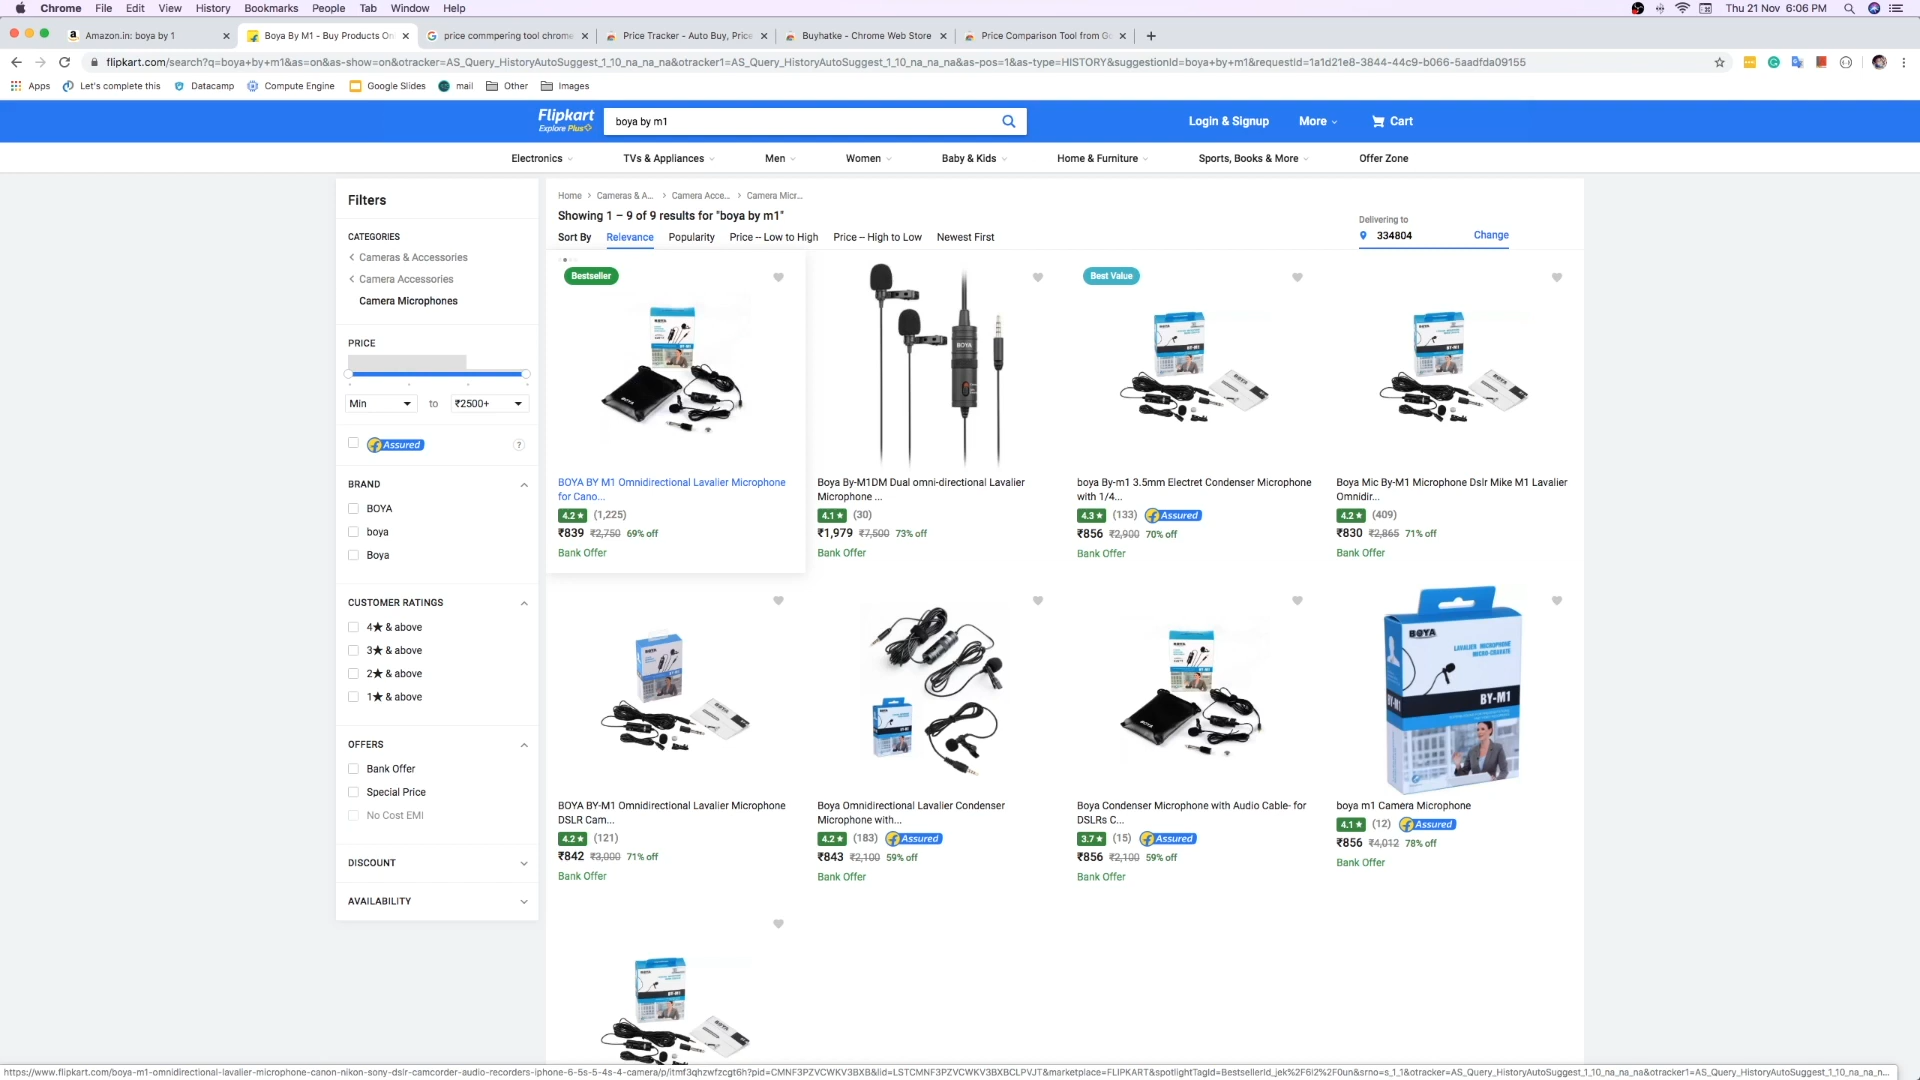 Chrome File Edit View History Bookmarks People Tab Window Help Thu 21 Nov 6:06 PM
Amazon.in: boya by 1 Boya By M1 - Buy Products On price commpering tool chrome Price Tracker - Auto Buy, Price Buyhatke - Chrome Web Store Price Comparison Tool from Go
flipkart.com/search?q=boya+by+m1&as=on&as-show=on&otracker=AS_Query_HistoryAutoSuggest_1_10_na_na_na&otracker1=AS_Query_HistoryAutoSuggest_1_10_na_na_na&as-pos=1&as-type=HISTORY&suggestionId=boya+by+m1&requestId=1a1d21e8-3844-44c9-b066-5aadfda09155
Apps Let's complete this Datacamp Compute Engine Google Slides mail Other Images
Flipkart
Explore Plus
boya by m1
Login & Signup More Cart
Electronics TVs & Appliances Men Women Baby & Kids Home & Furniture Sports, Books & More Offer Zone
Filters
CATEGORIES
Cameras & Accessories
Camera Accessories
Camera Microphones
PRICE
Min to ₹2500+
Assured ?
BRAND
BOYA
boya
Boya
CUSTOMER RATINGS
4★ & above
3★ & above
2★ & above
1★ & above
OFFERS
Bank Offer
Special Price
No Cost EMI
DISCOUNT
AVAILABILITY
Home > Cameras & A... > Camera Acce... > Camera Micr...
Showing 1 – 9 of 9 results for "boya by m1"
Sort By Relevance Popularity Price -- Low to High Price -- High to Low Newest First
Delivering to
334804 Change
Bestseller
BOYA BY M1 Omnidirectional Lavalier Microphone
for Cano...
4.2★ (1,225)
₹839 ₹2,750 69% off
Bank Offer
BOYA
Boya By-M1DM Dual omni-directional Lavalier
Microphone ...
4.1★ (30)
₹1,979 ₹7,500 73% off
Bank Offer
Best Value
boya By-m1 3.5mm Electret Condenser Microphone
with 1/4...
4.3★ (133) Assured
₹856 ₹2,900 70% off
Bank Offer
Boya Mic By-M1 Microphone Dslr Mike M1 Lavalier
Omnidir...
4.2★ (409)
₹830 ₹2,865 71% off
Bank Offer
BOYA BY-M1 Omnidirectional Lavalier Microphone
DSLR Cam...
4.2★ (121)
₹842 ₹3,000 71% off
Bank Offer
Boya Omnidirectional Lavalier Condenser
Microphone with...
4.2★ (183) Assured
₹843 ₹2,100 59% off
Bank Offer
Boya Condenser Microphone with Audio Cable- for
DSLRs C...
3.7★ (15) Assured
₹856 ₹2,100 59% off
Bank Offer
BOYA
LAVALIER MICROPHONE
MICRO-CRAVATE
BY-M1
BY-M1
boya m1 Camera Microphone
4.1★ (12) Assured
₹856 ₹4,012 78% off
Bank Offer